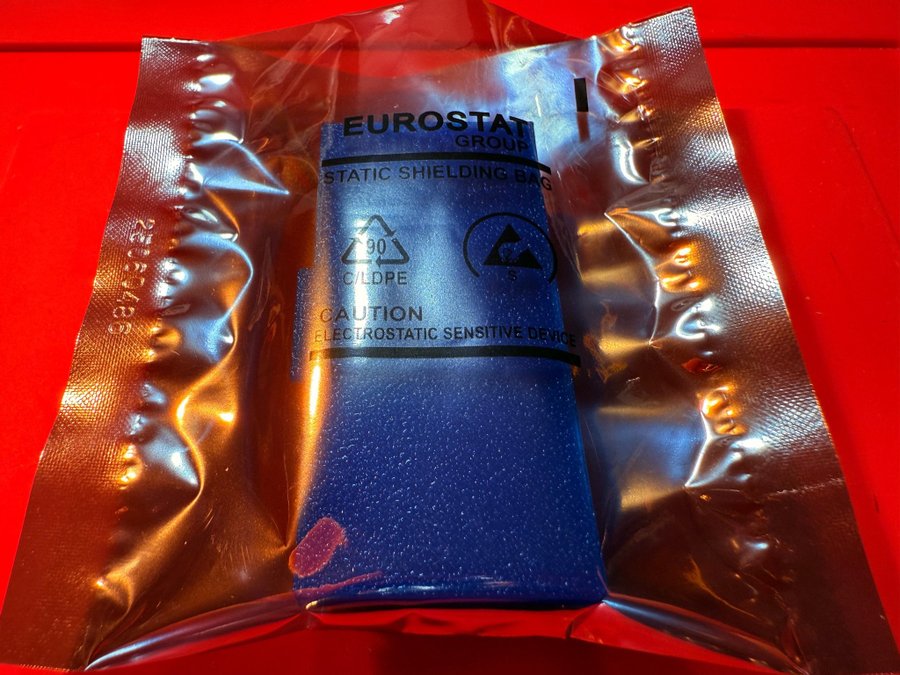 EUROSTAT
GROUP
STATIC SHIELDING BAG
90
C/LDPE
S
CAUTION
ELECTROSTATIC SENSITIVE DEVICE